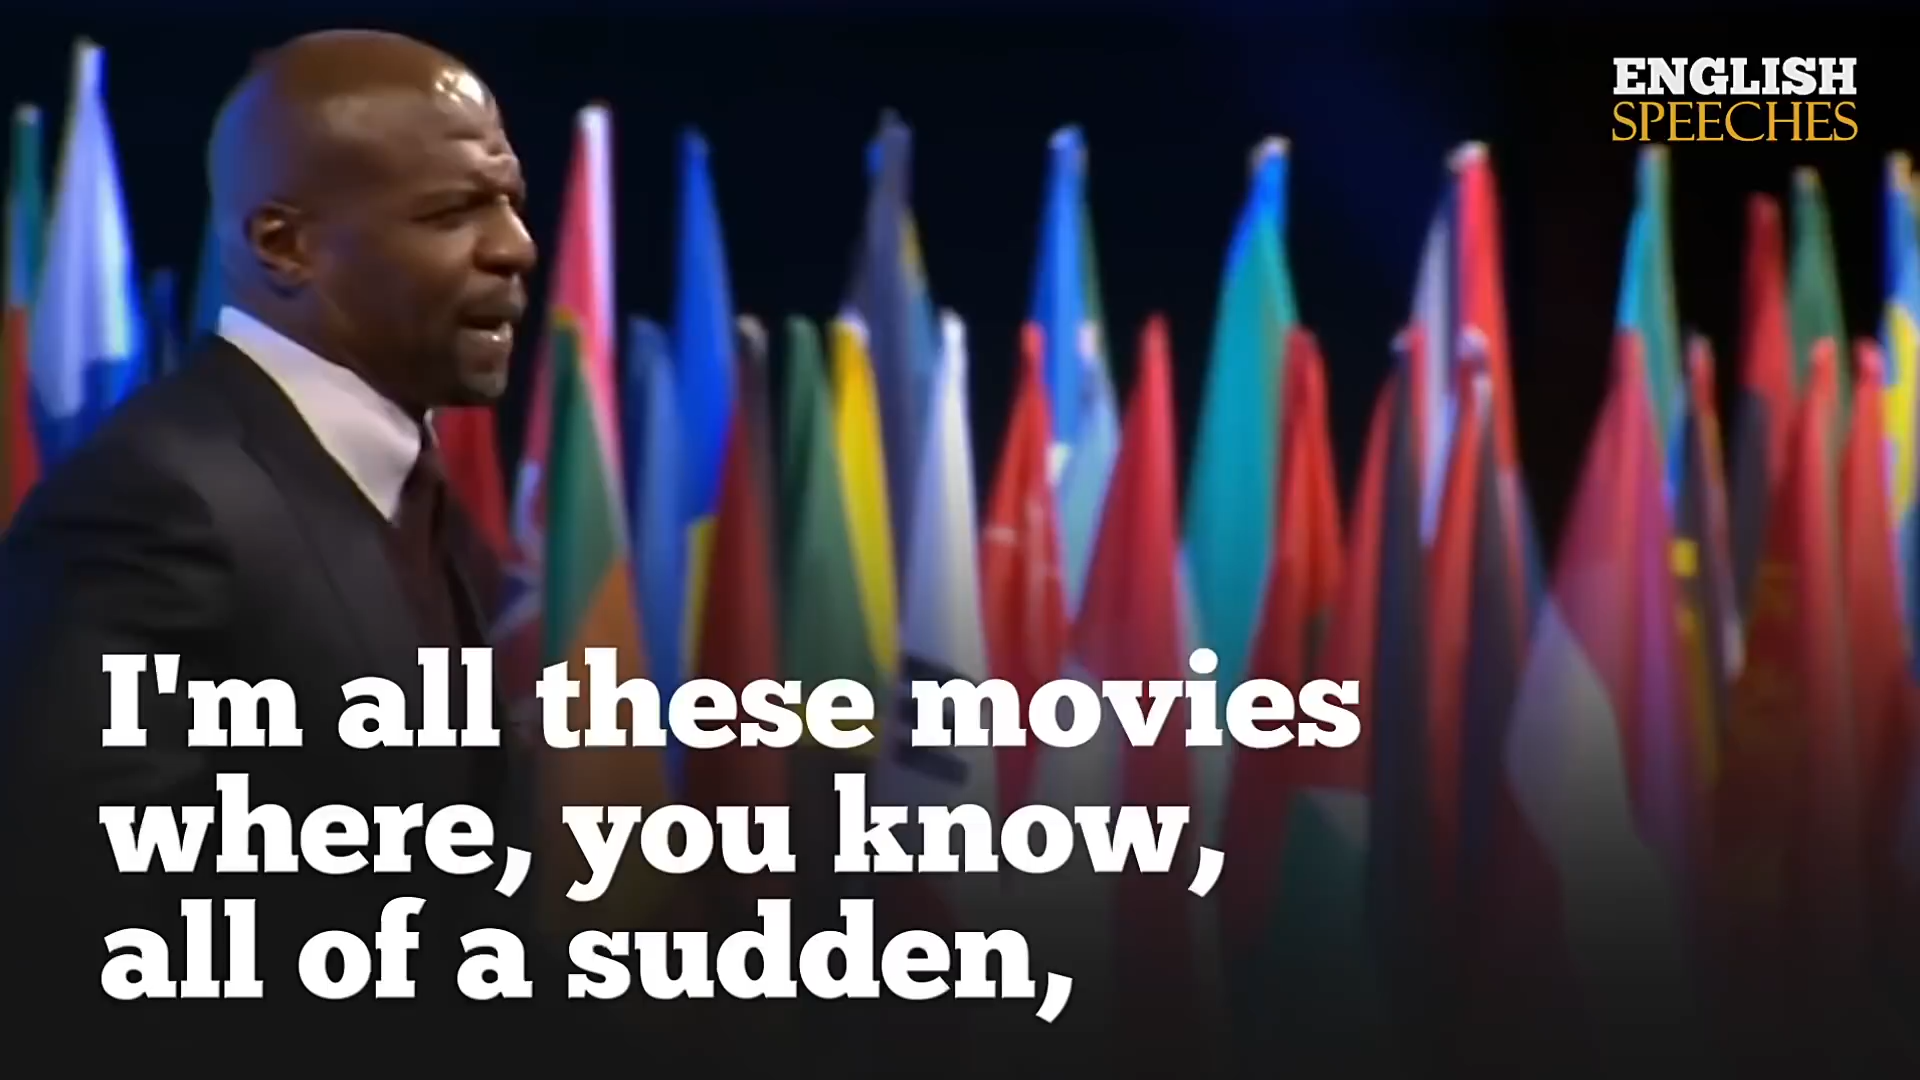 ENGLISH
SPEECHES
I'm all these movies
where, you know,
all of a sudden,